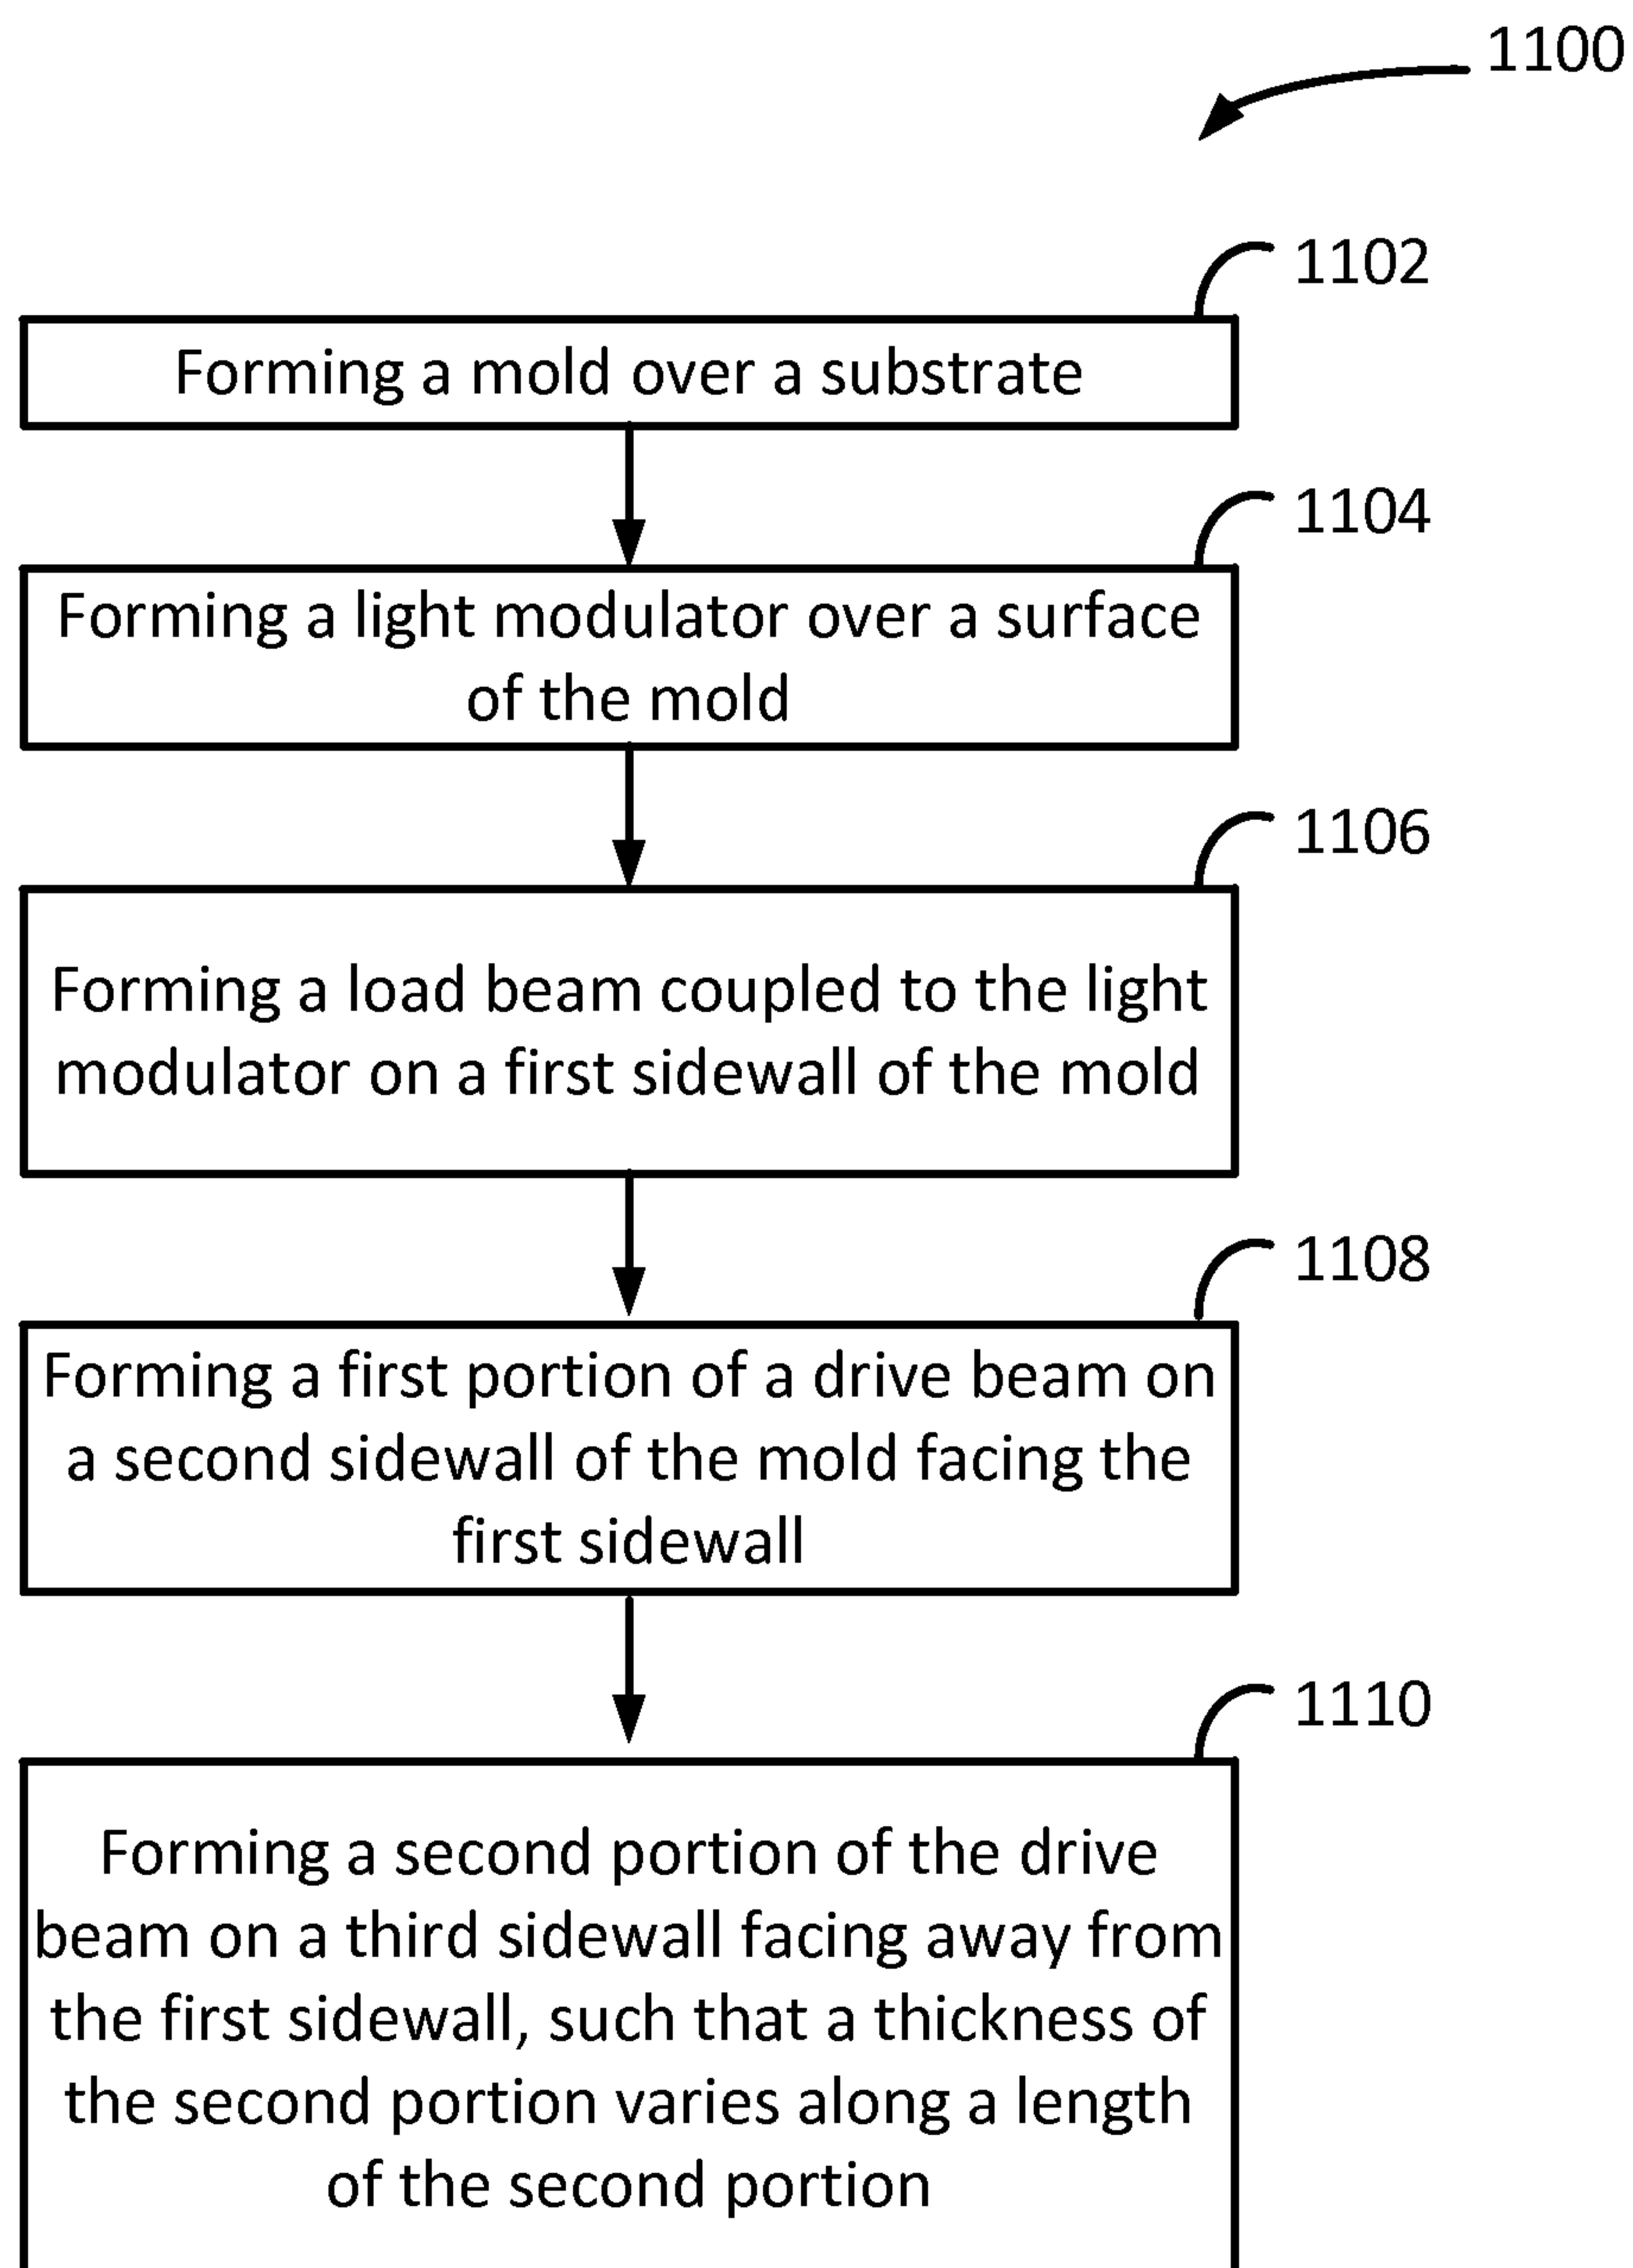 1100
1102
Forming a mold over a substrate
1104
Forming a light modulator over a surface
of the mold
1106
Forming a load beam coupled to the light
modulator on a first sidewall of the mold
1108
Forming a first portion of a drive beam on
a second sidewall of the mold facing the
first sidewall
1110
Forming a second portion of the drive
beam on a third sidewall facing away from
the first sidewall, such that a thickness of
the second portion varies along a length
of the second portion